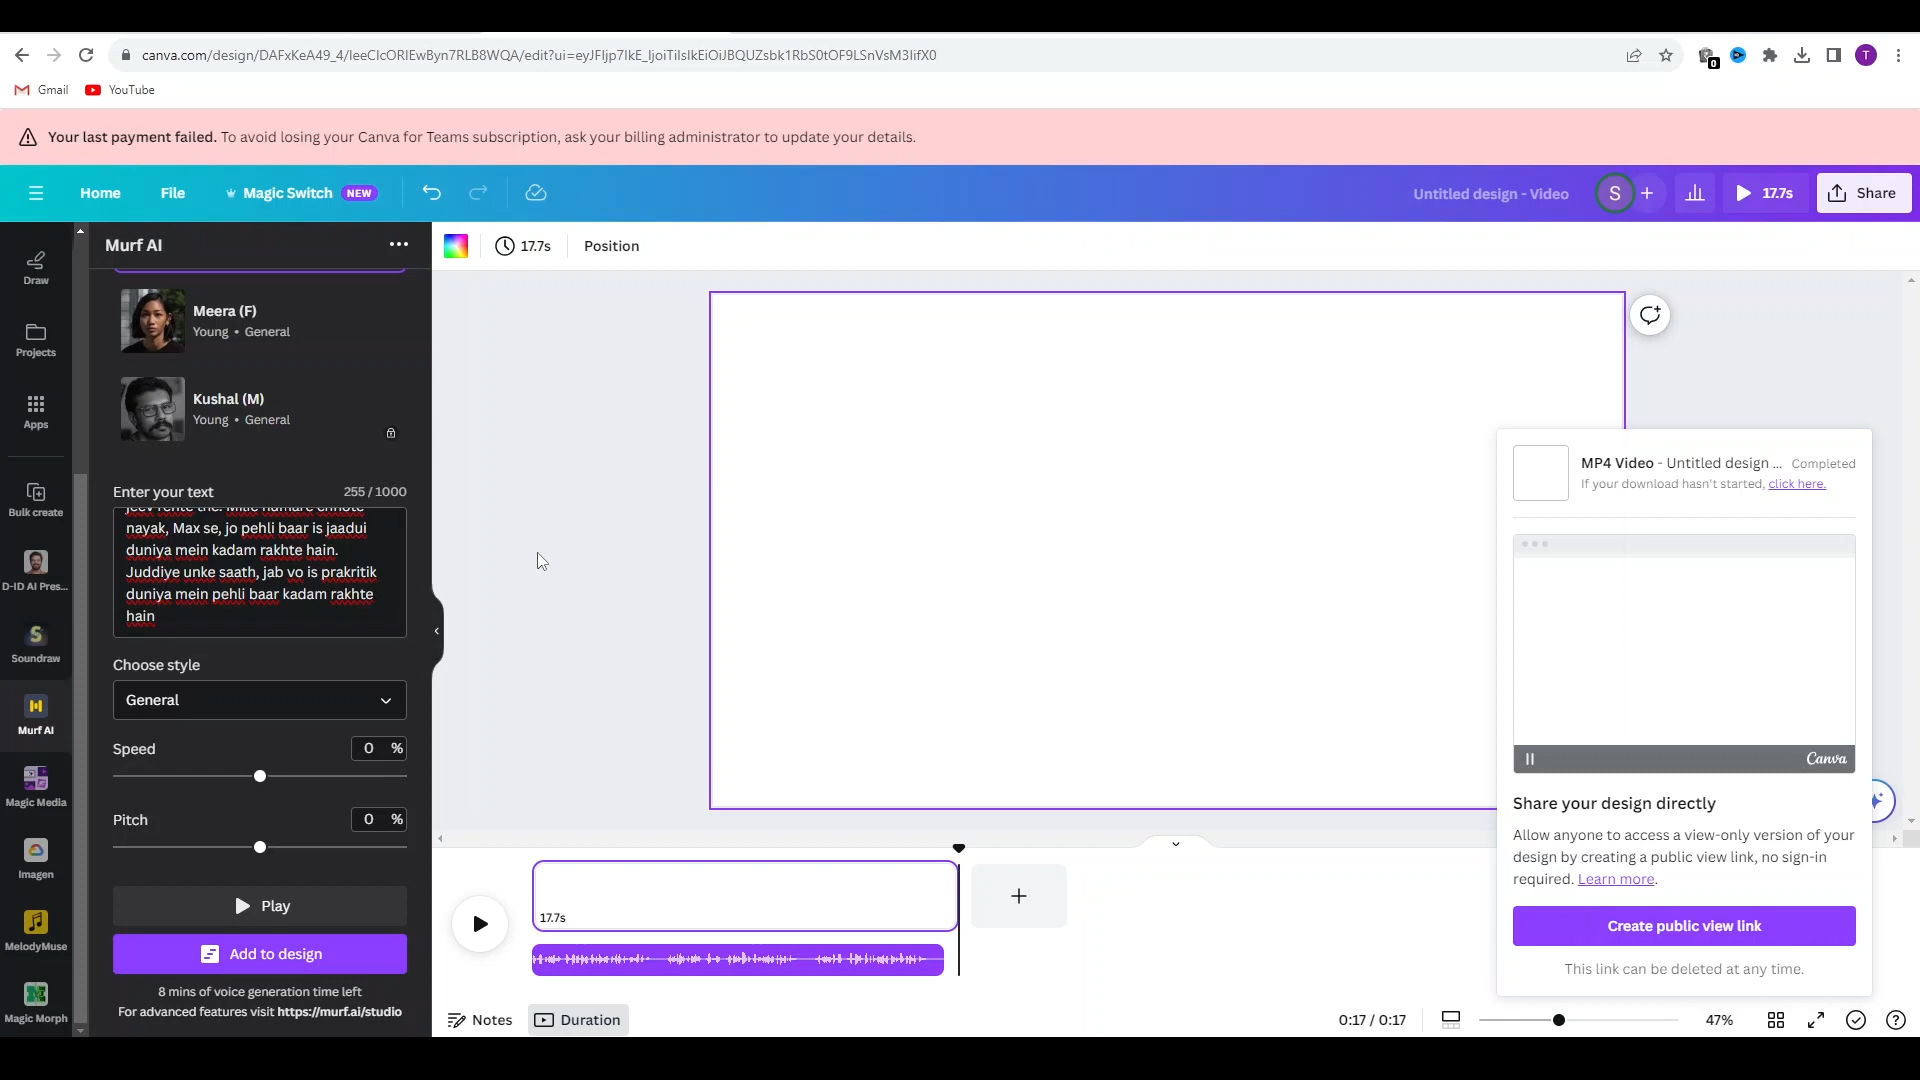 canva.com/design/DAFxKeA49_4/leeClcORlEwByn7RLB8WQA/edit?ui=eyJFIjp7IkE_IjoiTilsIkEiOiJBQUZsbk1RbS0tOF9LSnVsM3IifX0
0
T
Gmail
YouTube
Your last payment failed. To avoid losing your Canva for Teams subscription, ask your billing administrator to update your details.
Home
File
Magic Switch NEW
Untitled design - Video
S
17.7s
Share
Murf AI
17.7s
Position
Draw
Projects
Apps
Bulk create
D-ID AI Pres...
Soundraw
Murf AI
Magic Media
Imagen
MelodyMuse
Magic Morph
Meera (F)
Young • General
Kushal (M)
Young • General
Enter your text
255 / 1000
nayak, Max se, jo pehli baar is jaadui
duniya mein kadam rakhte hain.
Juddiye unke saath, jab vo is prakritik
duniya mein pehli baar kadam rakhte
hain
Choose style
General
Speed
0 %
Pitch
0 %
Play
Add to design
8 mins of voice generation time left
For advanced features visit https://murf.ai/studio
MP4 Video - Untitled design ... Completed
If your download hasn't started, click here.
Canva
Share your design directly
Allow anyone to access a view-only version of your
design by creating a public view link, no sign-in
required. Learn more.
Create public view link
This link can be deleted at any time.
17.7s
Notes
Duration
0:17 / 0:17
47%